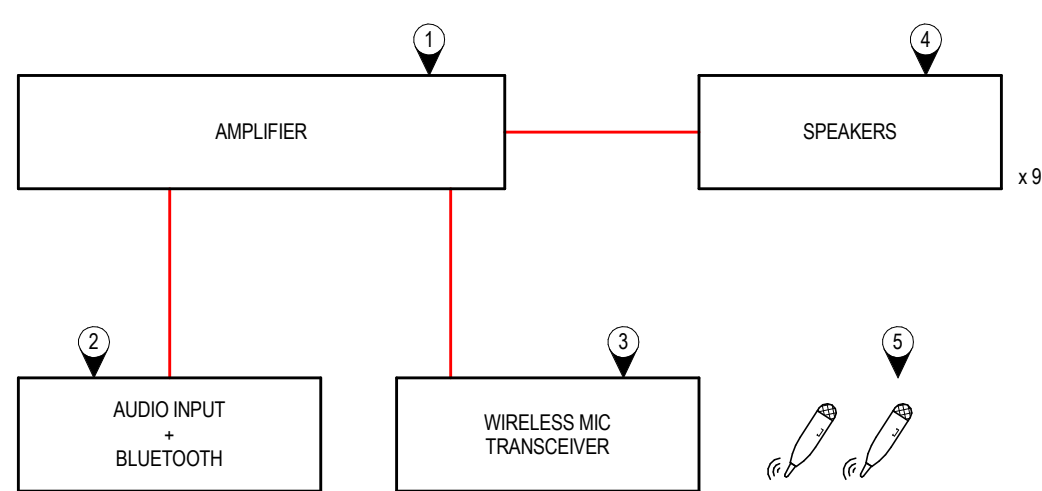 1
4
AMPLIFIER
SPEAKERS
x 9
2
3
5
AUDIO INPUT
+
BLUETOOTH
WIRELESS MIC
TRANSCEIVER